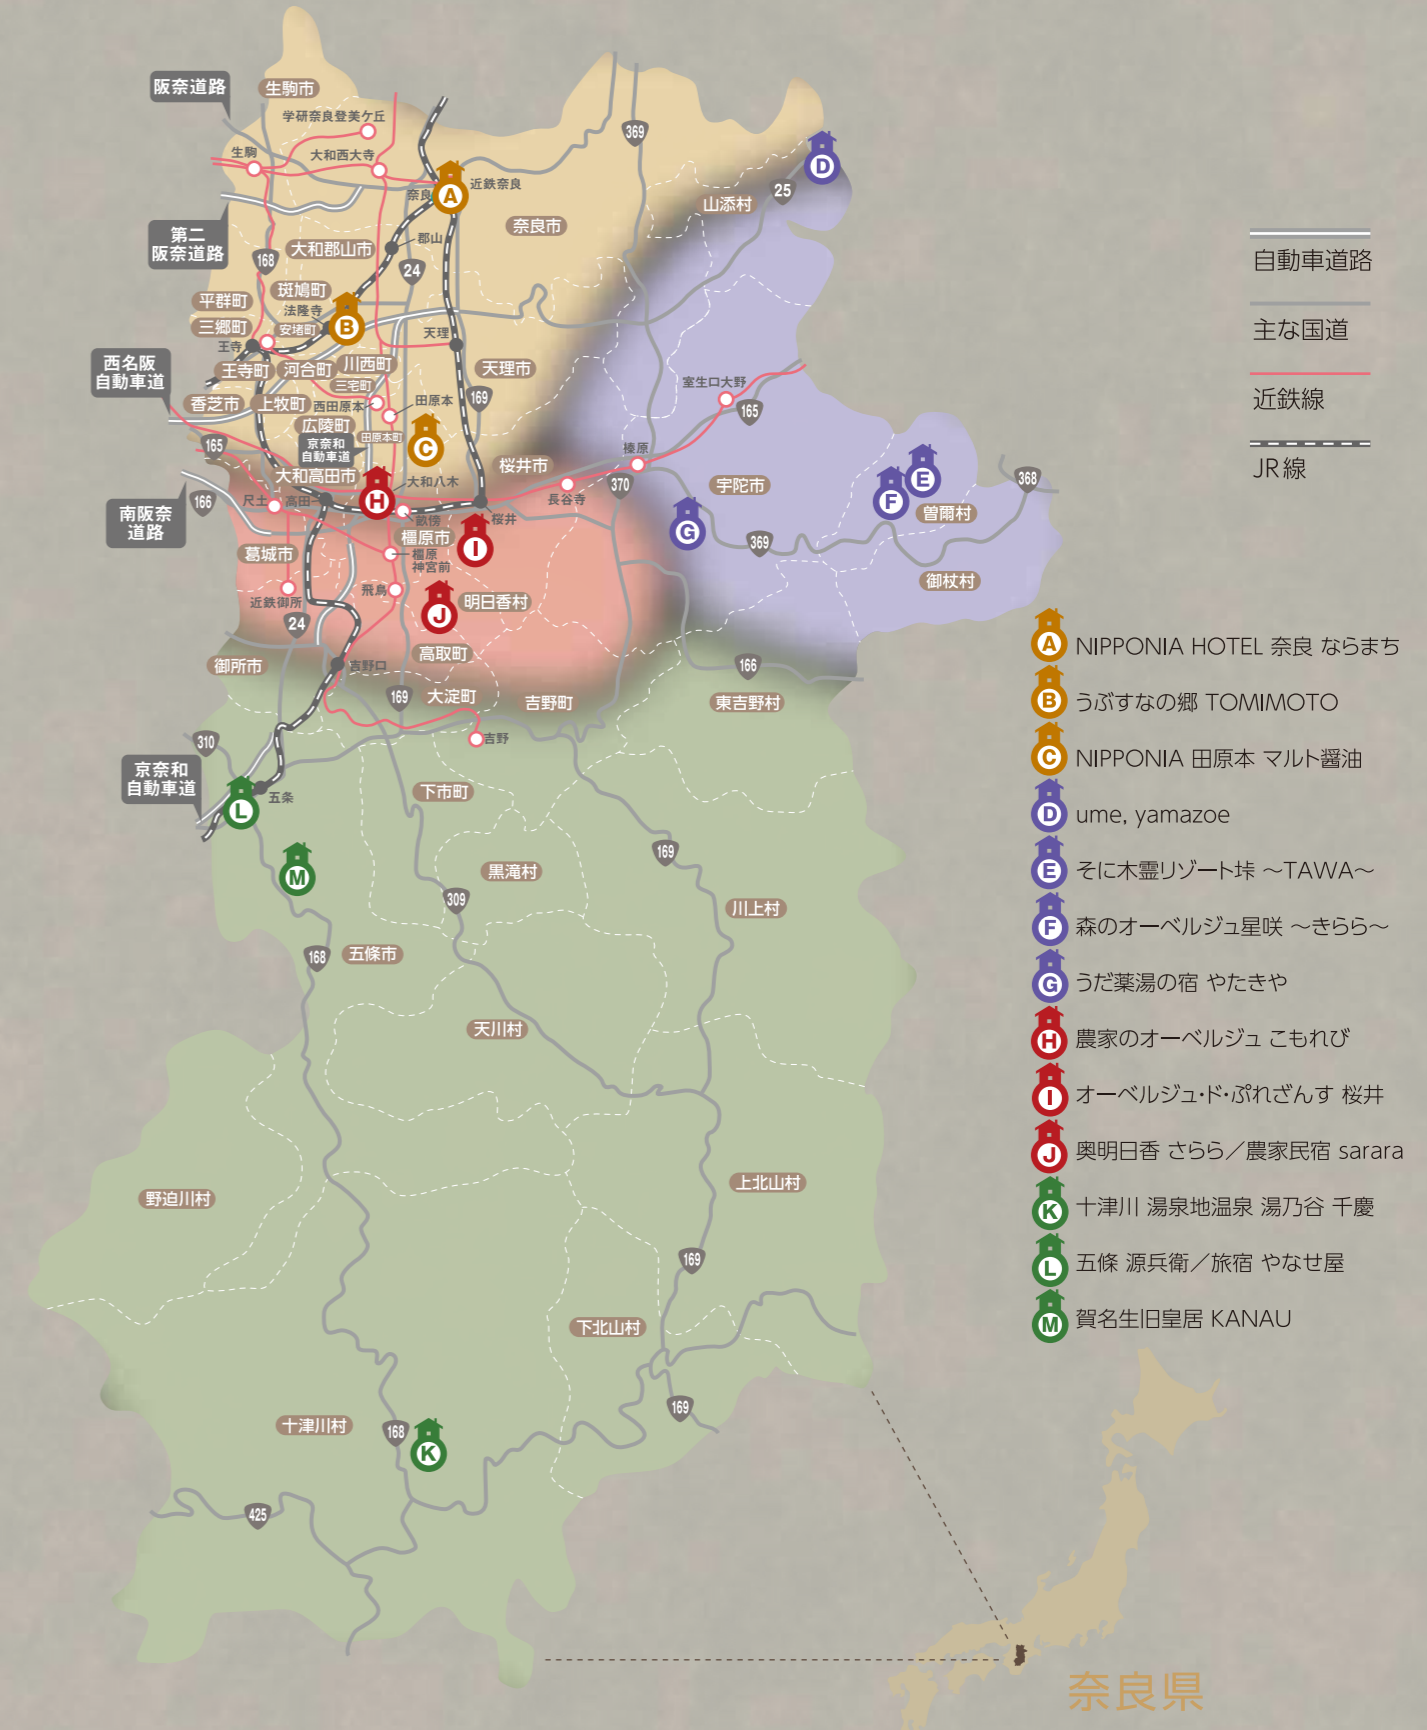 阪奈道路
生駒市
学研奈良登美ケ丘
生駒
大和西大寺
369
D
近鉄奈良
奈良
A
25
山添村
奈良市
第二
阪奈道路
大和郡山市
郡山
168
24
斑鳩町
平群町
法隆寺
B
三郷町
安堵町
王寺
天理
西名阪
自動車道
王寺町
河合町
川西町
天理市
三宅町
室生口大野
香芝市
上牧町
西田原本
田原本
169
165
広陵町
田原本町
京奈和
自動車道
C
165
榛原
桜井市
大和高田市
大和八木
370
宇陀市
E
F
368
166
尺土
高田
H
長谷寺
曽爾村
南阪奈
道路
畝傍
桜井
G
橿原市
I
369
葛城市
橿原
神宮前
御杖村
近鉄御所
飛鳥
明日香村
J
24
高取町
御所市
吉野口
166
169
大淀町
吉野町
東吉野村
310
吉野
京奈和
自動車道
五条
下市町
L
169
M
黒滝村
309
川上村
168
五條市
天川村
野迫川村
上北山村
169
下北山村
169
十津川村
168
K
425
自動車道路
主な国道
近鉄線
JR線
A NIPPONIA HOTEL 奈良 ならまち
B うぶすなの郷 TOMIMOTO
C NIPPONIA 田原本 マルト醤油
D ume, yamazoe
E そに木霊リゾート垰 ～TAWA～
F 森のオーベルジュ星咲 ～きらら～
G うだ薬湯の宿 やたきや
H 農家のオーベルジュ こもれび
I オーベルジュ・ド・ぷれざんす 桜井
J 奥明日香 さらら／農家民宿 sarara
K 十津川 湯泉地温泉 湯乃谷 千慶
L 五條 源兵衛／旅宿 やなせ屋
M 賀名生旧皇居 KANAU
奈良県